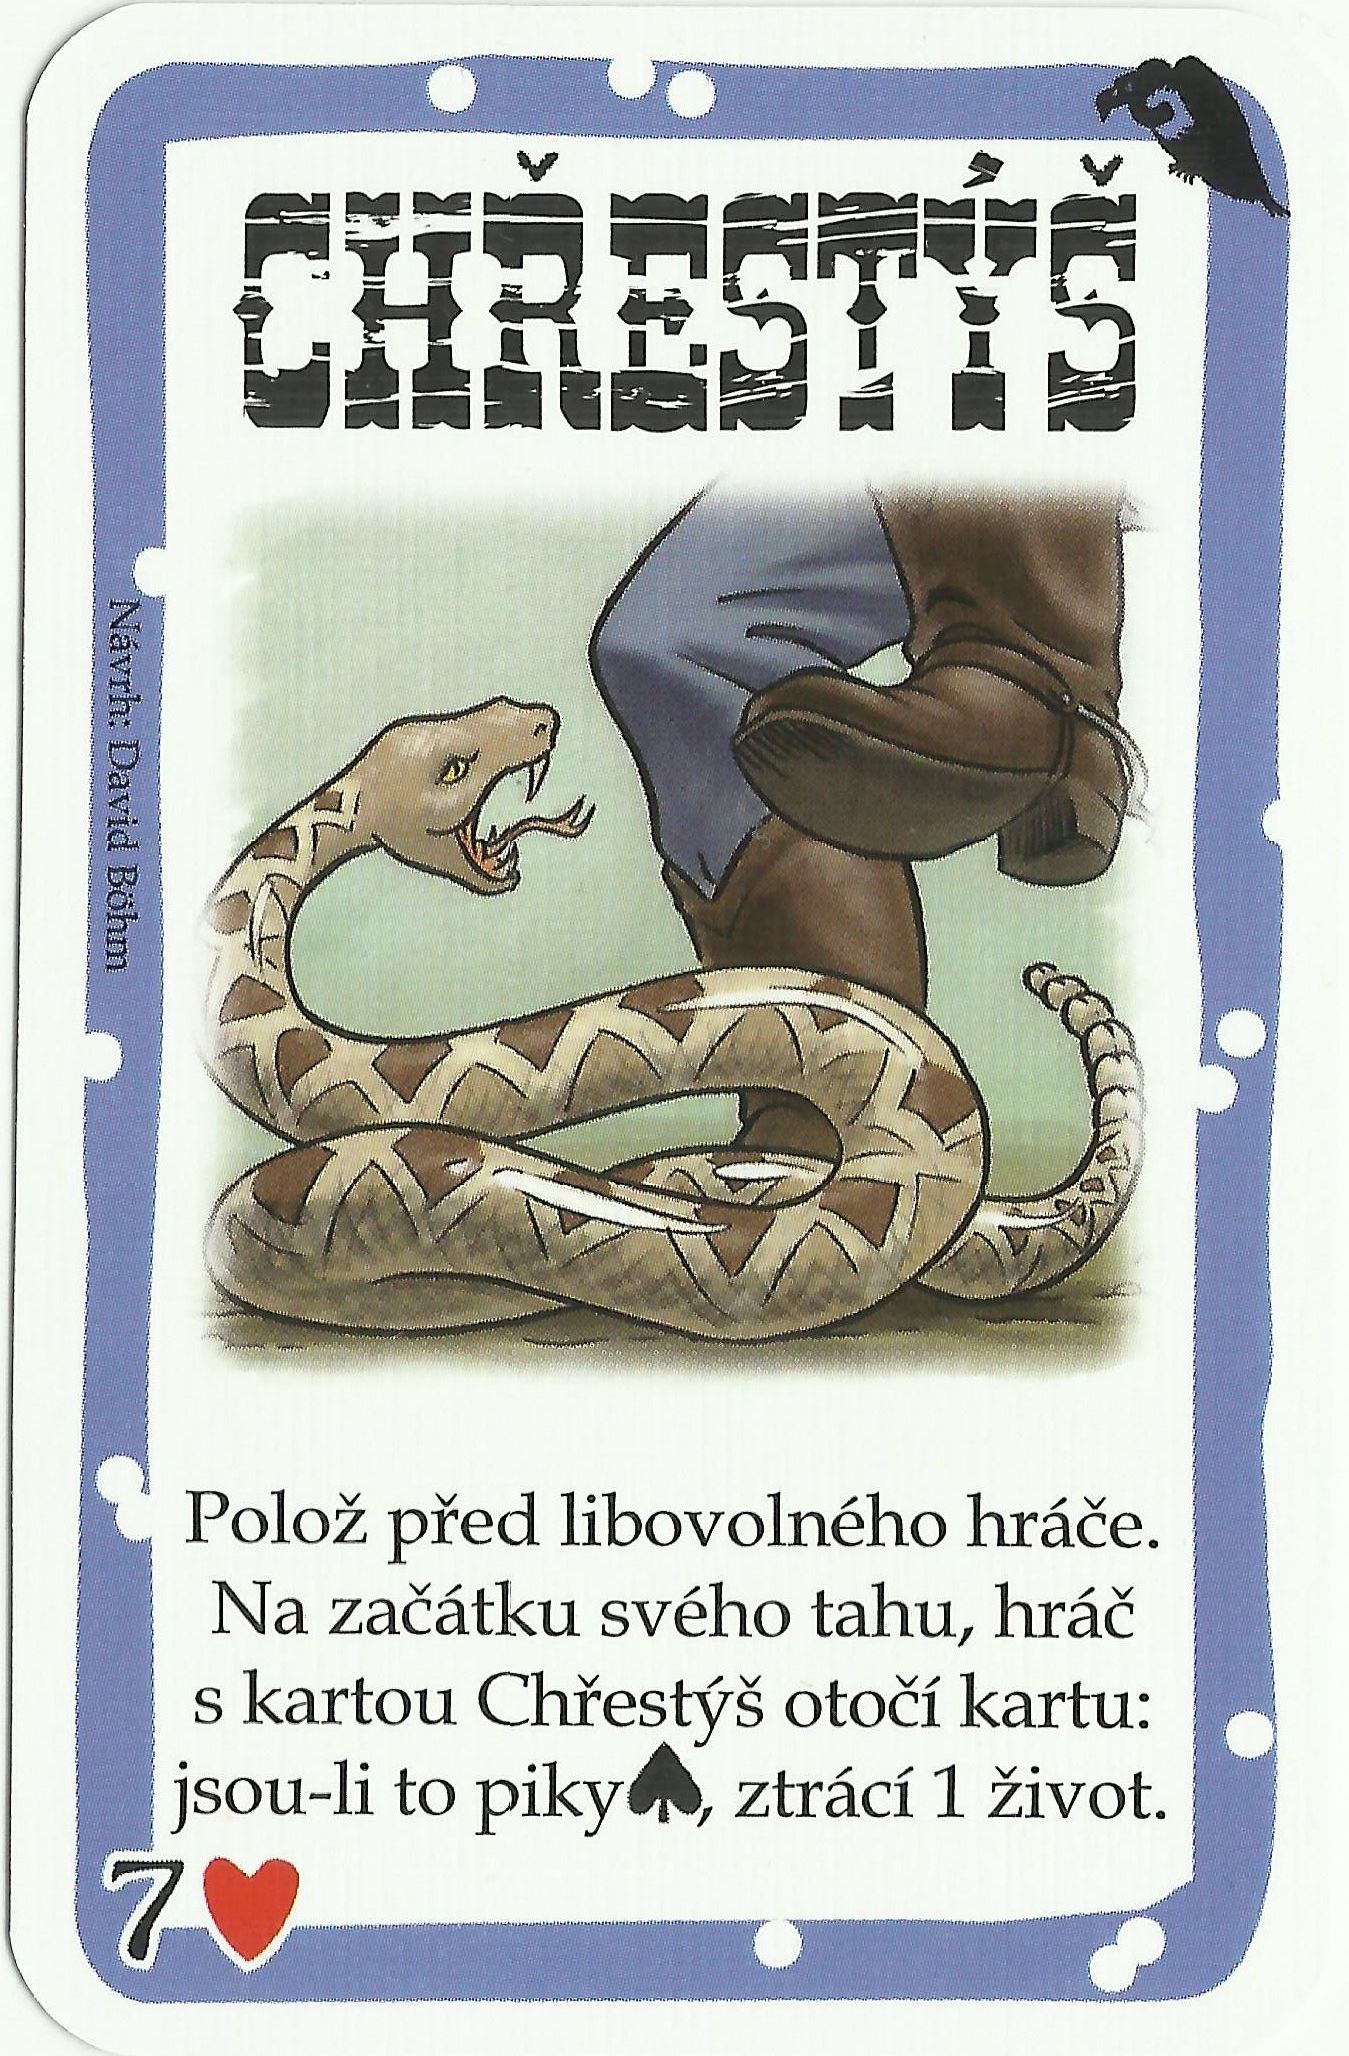 CHŘESTÝŠ
Návrh: David Böhm
Polož před libovolného hráče.
Na začátku svého tahu, hráč
s kartou Chřestýš otočí kartu:
jsou-li to piky♠, ztrácí 1 život.
7♥